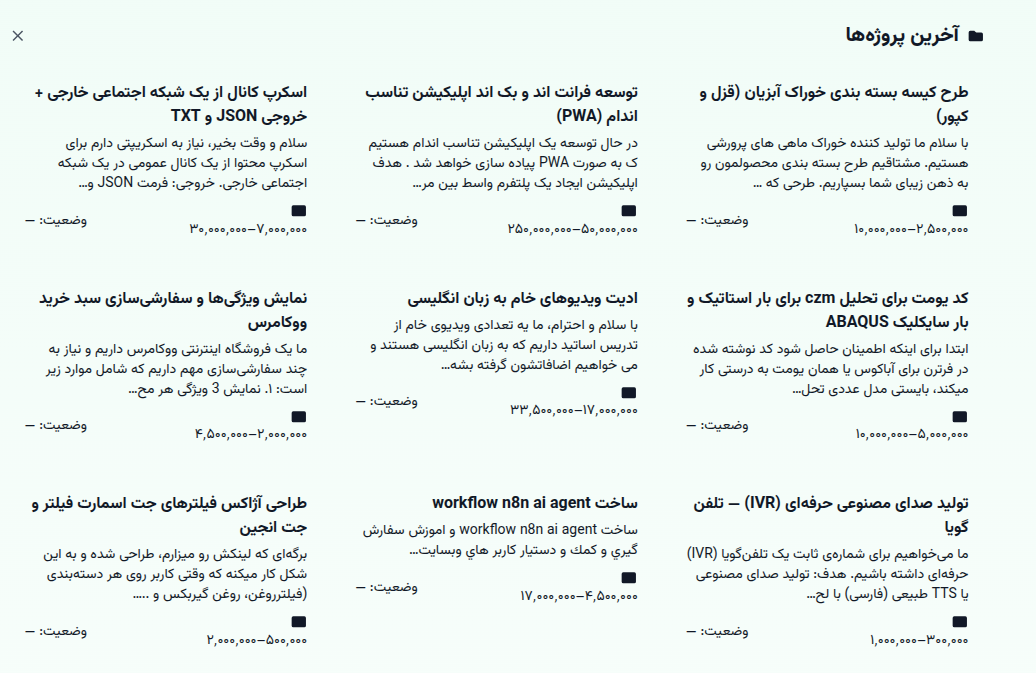 آخرین پروژه‌ها
طرح کیسه بسته بندی خوراک آبزیان (قزل و
کپور)
با سلام ما تولید کننده خوراک ماهی های پرورشی
هستیم. مشتاقیم طرح بسته بندی محصولمون رو
به ذهن زیبای شما بسپاریم. طرحی که ...
وضعیت: —
۲,۵۰۰,۰۰۰–۱۰,۰۰۰,۰۰۰
توسعه فرانت اند و بک اند اپلیکیشن تناسب
اندام (PWA)
در حال توسعه یک اپلیکیشن تناسب اندام هستیم
ک به صورت PWA پیاده سازی خواهد شد . هدف
اپلیکیشن ایجاد یک پلتفرم واسط بین مر...
وضعیت: —
۵۰,۰۰۰,۰۰۰–۲۵۰,۰۰۰,۰۰۰
اسکرپ کانال از یک شبکه اجتماعی خارجی +
خروجی JSON و TXT
سلام و وقت بخیر، نیاز به اسکریپتی دارم برای
اسکرپ محتوا از یک کانال عمومی در یک شبکه
اجتماعی خارجی. خروجی: فرمت JSON و...
وضعیت: —
۷,۰۰۰,۰۰۰–۳۰,۰۰۰,۰۰۰
کد یومت برای تحلیل czm برای بار استاتیک و
بار سایکلیک ABAQUS
ابتدا برای اینکه اطمینان حاصل شود کد نوشته شده
در فرترن برای آباکوس یا همان یومت به درستی کار
میکند، بایستی مدل عددی تحل...
وضعیت: —
۵,۰۰۰,۰۰۰–۱۰,۰۰۰,۰۰۰
ادیت ویدیوهای خام به زبان انگلیسی
با سلام و احترام، ما یه تعدادی ویدیوی خام از
تدریس اساتید داریم که به زبان انگلیسی هستند و
می خواهیم اضافاتشون گرفته بشه...
وضعیت: —
۱۷,۰۰۰,۰۰۰–۳۳,۵۰۰,۰۰۰
نمایش ویژگی‌ها و سفارشی‌سازی سبد خرید
ووکامرس
ما یک فروشگاه اینترنتی ووکامرس داریم و نیاز به
چند سفارشی‌سازی مهم داریم که شامل موارد زیر
است: ۱. نمایش 3 ویژگی هر مح...
وضعیت: —
۲,۰۰۰,۰۰۰–۴,۵۰۰,۰۰۰
تولید صدای مصنوعی حرفه‌ای (IVR) — تلفن
گویا
ما می‌خواهیم برای شماره‌ی ثابت یک تلفن‌گویا (IVR)
حرفه‌ای داشته باشیم. هدف: تولید صدای مصنوعی
یا TTS طبیعی (فارسی) با لح...
وضعیت: —
۳۰۰,۰۰۰–۱,۰۰۰,۰۰۰
ساخت workflow n8n ai agent
ساخت workflow n8n ai agent و اموزش سفارش
گيري و كمك و دستيار كاربر هاي وبسايت...
وضعیت: —
۴,۵۰۰,۰۰۰–۱۷,۰۰۰,۰۰۰
طراحی آژاکس فیلترهای جت اسمارت فیلتر و
جت انجین
برگه‌ای که لینکش رو میزارم، طراحی شده و به این
شکل کار میکنه که وقتی کاربر روی هر دسته‌بندی
(فیلترروغن، روغن گیربکس و .....
وضعیت: —
۵۰۰,۰۰۰–۲,۰۰۰,۰۰۰